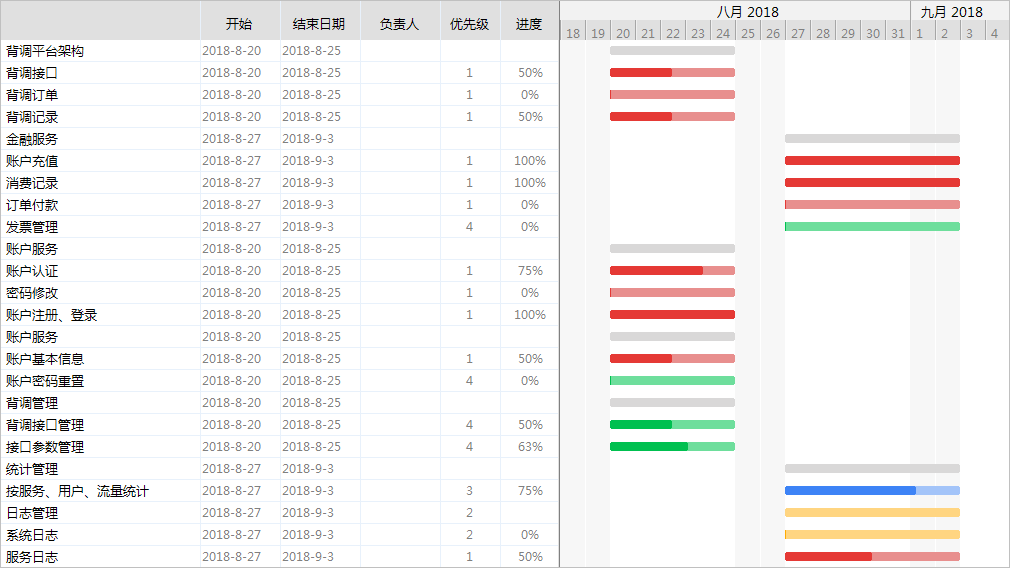 八月 2018 九月 2018
开始 结束日期 负责人 优先级 进度
18 19 20 21 22 23 24 25 26 27 28 29 30 31 1 2 3 4
背调平台架构 2018-8-20 2018-8-25
背调接口 2018-8-20 2018-8-25 1 50%
背调订单 2018-8-20 2018-8-25 1 0%
背调记录 2018-8-20 2018-8-25 1 50%
金融服务 2018-8-27 2018-9-3
账户充值 2018-8-27 2018-9-3 1 100%
消费记录 2018-8-27 2018-9-3 1 100%
订单付款 2018-8-27 2018-9-3 1 0%
发票管理 2018-8-27 2018-9-3 4 0%
账户服务 2018-8-20 2018-8-25
账户认证 2018-8-20 2018-8-25 1 75%
密码修改 2018-8-20 2018-8-25 1 0%
账户注册、登录 2018-8-20 2018-8-25 1 100%
账户服务 2018-8-20 2018-8-25
账户基本信息 2018-8-20 2018-8-25 1 50%
账户密码重置 2018-8-20 2018-8-25 4 0%
背调管理 2018-8-20 2018-8-25
背调接口管理 2018-8-20 2018-8-25 4 50%
接口参数管理 2018-8-20 2018-8-25 4 63%
统计管理 2018-8-27 2018-9-3
按服务、用户、流量统计 2018-8-27 2018-9-3 3 75%
日志管理 2018-8-27 2018-9-3 2
系统日志 2018-8-27 2018-9-3 2 0%
服务日志 2018-8-27 2018-9-3 1 50%